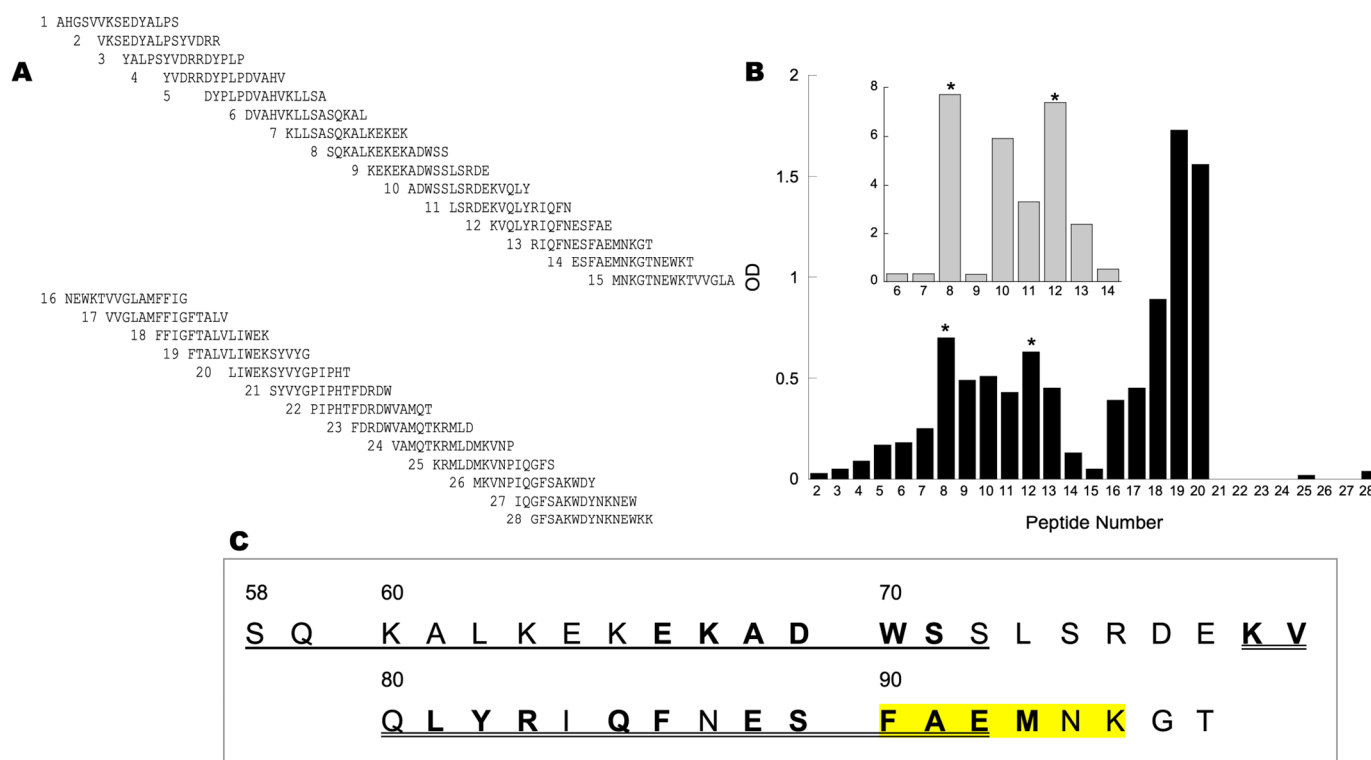 1 AHGSVVKSEDYALPS
2 VKSEDYALPSYVDRR
3 YALPSYVDRRDYPLP
A
4 YVDRRDYPLPDVAHV
5 DYPLPDVAHVKLLSA
6 DVAHVKLLSASQKAL
7 KLLSASQKALKEKEK
8 SQKALKEKEKADWSS
9 KEKEKADWSSLSRDE
10 ADWSSLSRDEKVQLY
11 LSRDEKVQLYRIQFN
12 KVQLYRIQFNESFAE
13 RIQFNESFAEMNKGT
14 ESFAEMNKGTNEWKT
15 MNKGTNEWKTVVGLA
16 NEWKTVVGLAMFFIG
17 VVGLAMFFIGFTALV
18 FFIGFTALVLIWEK
19 FTALVLIWEKSYVYG
20 LIWEKSYVYGPIPHT
21 SYVYGPIPHTFDRDW
22 PIPHTFDRDWVAMQT
23 FDRDWVAMQTKRMLD
24 VAMQTKRMLDMKVNP
25 KRMLDMKVNPIQGFS
26 MKVNPIQGFSAKWDY
27 IQGFSAKWDYNKNEW
28 GFSAKWDYNKNEWKK
B
2
1.5
1
0.5
0
OD
8
6
4
2
0
* *
6 7 8 9 10 11 12 13 14
* *
2 3 4 5 6 7 8 9 10 11 12 13 14 15 16 17 18 19 20 21 22 23 24 25 26 27 28
Peptide Number
C
58 60 70
S Q K A L K E K E K A D W S S L S R D E K V
80 90
Q L Y R I Q F N E S F A E M N K G T